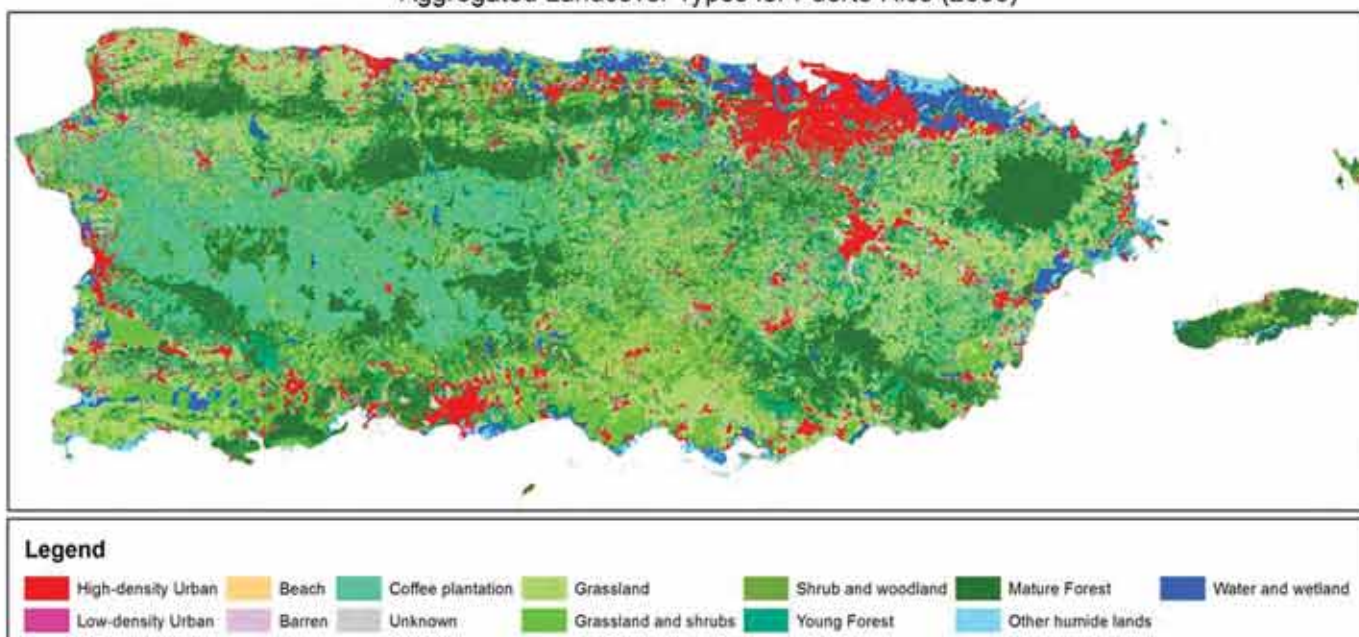 Legend
High-density Urban Beach Coffee plantation Grassland Shrub and woodland Mature Forest Water and wetland
Low-density Urban Barren Unknown Grassland and shrubs Young Forest Other humide lands